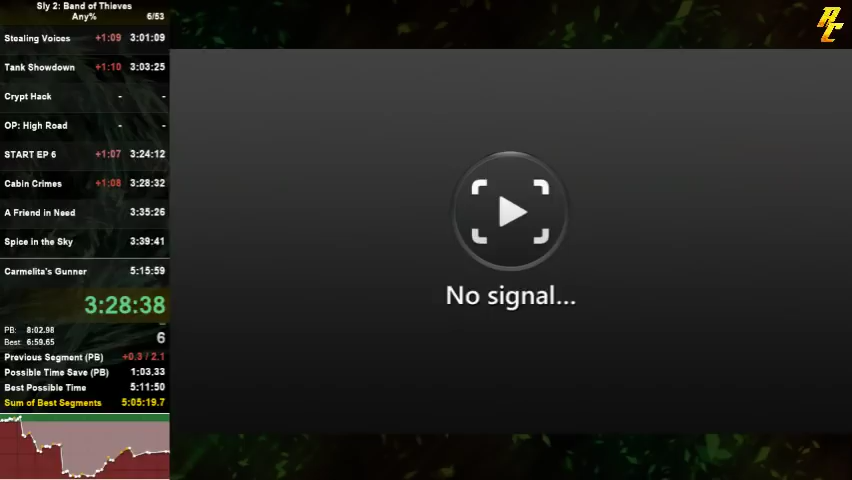 Sly 2: Band of Thieves
Any% 6/53
Stealing Voices +1:09 3:01:09
Tank Showdown +1:10 3:03:25
Crypt Hack - -
OP: High Road - -
START EP 6 +1:07 3:24:12
Cabin Crimes +1:08 3:28:32
A Friend in Need 3:35:26
Spice in the Sky 3:39:41
Carmelita's Gunner 5:15:59
3:28:38
PB: 8:02.98 -
Best: 6:59.65 6
Previous Segment (PB) +0.3 / 2.1
Possible Time Save (PB) 1:03.33
Best Possible Time 5:11:50
Sum of Best Segments 5:05:19.7
No signal...